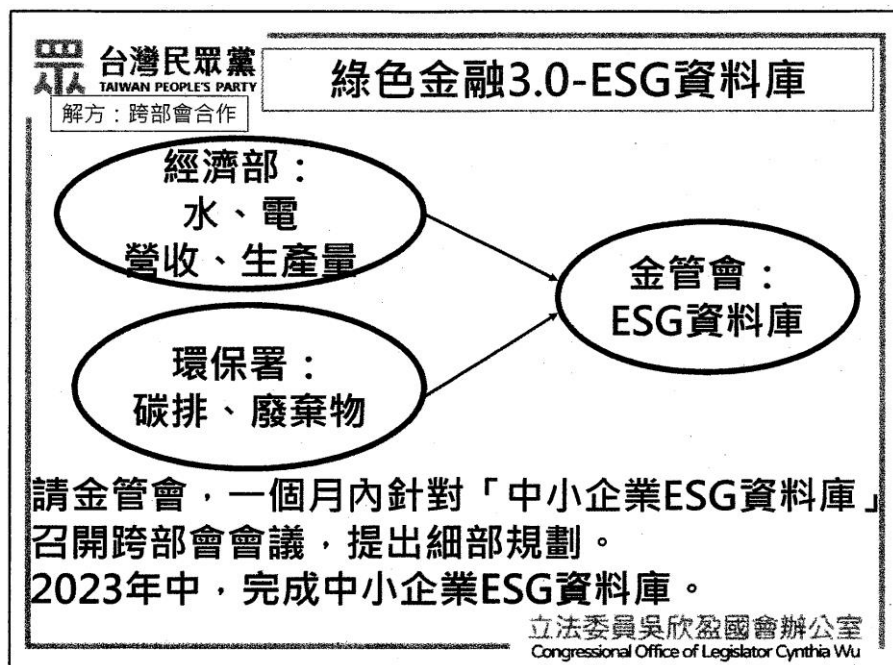 台灣民眾黨
TAIWAN PEOPLE'S PARTY
綠色金融3.0-ESG資料庫
解方：跨部會合作
經濟部：
水、電
營收、生產量
環保署：
碳排、廢棄物
金管會：
ESG資料庫
請金管會，一個月內針對「中小企業ESG資料庫」
召開跨部會會議，提出細部規劃。
2023年中，完成中小企業ESG資料庫。
立法委員吳欣盈國會辦公室
Congressional Office of Legislator Cynthia Wu